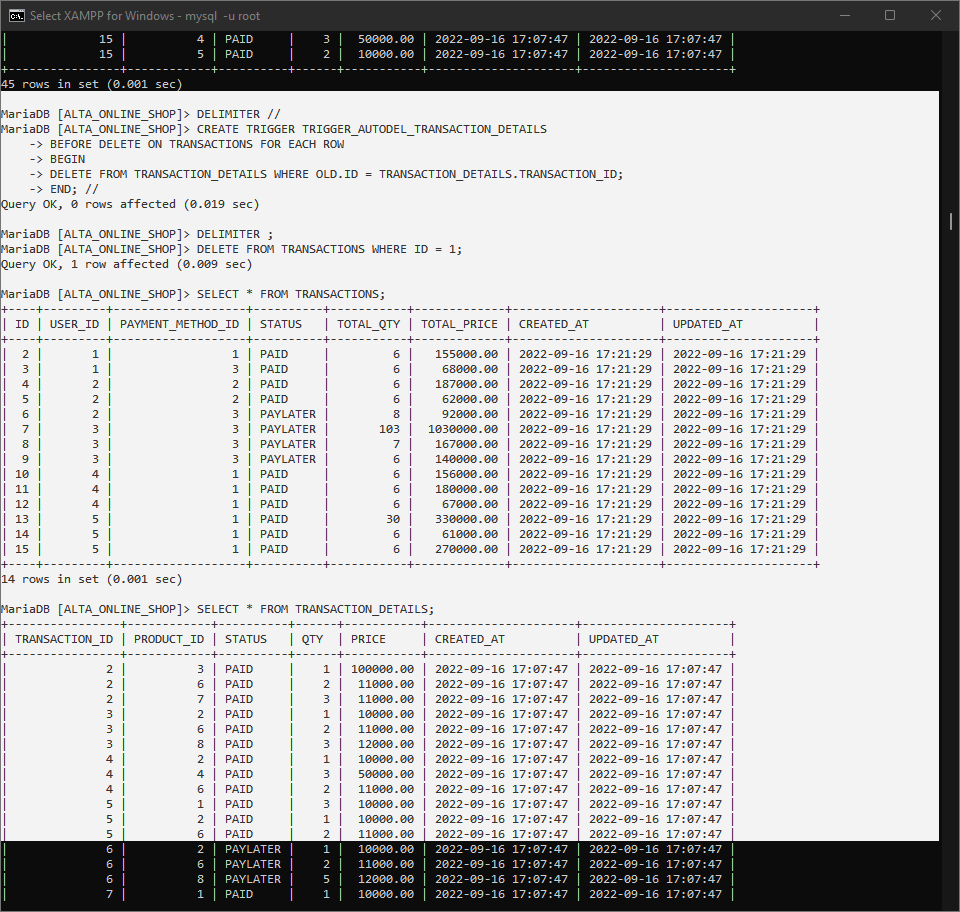 Select XAMPP for Windows - mysql  -u root
|              15 |          4 | PAID     |    3 |  50000.00 | 2022-09-16 17:07:47 | 2022-09-16 17:07:47 |
|              15 |          5 | PAID     |    2 |  10000.00 | 2022-09-16 17:07:47 | 2022-09-16 17:07:47 |
+----------------+------------+----------+------+-----------+---------------------+---------------------+
45 rows in set (0.001 sec)
MariaDB [ALTA_ONLINE_SHOP]> DELIMITER //
MariaDB [ALTA_ONLINE_SHOP]> CREATE TRIGGER TRIGGER_AUTODEL_TRANSACTION_DETAILS
    -> BEFORE DELETE ON TRANSACTIONS FOR EACH ROW
    -> BEGIN
    -> DELETE FROM TRANSACTION_DETAILS WHERE OLD.ID = TRANSACTION_DETAILS.TRANSACTION_ID;
    -> END; //
Query OK, 0 rows affected (0.019 sec)
MariaDB [ALTA_ONLINE_SHOP]> DELIMITER ;
MariaDB [ALTA_ONLINE_SHOP]> DELETE FROM TRANSACTIONS WHERE ID = 1;
Query OK, 1 row affected (0.009 sec)
MariaDB [ALTA_ONLINE_SHOP]> SELECT * FROM TRANSACTIONS;
+----+---------+-------------------+----------+-----------+-------------+---------------------+---------------------+
| ID | USER_ID | PAYMENT_METHOD_ID | STATUS   | TOTAL_QTY | TOTAL_PRICE | CREATED_AT          | UPDATED_AT          |
+----+---------+-------------------+----------+-----------+-------------+---------------------+---------------------+
|  2 |       1 |                 1 | PAID     |         6 |   155000.00 | 2022-09-16 17:21:29 | 2022-09-16 17:21:29 |
|  3 |       1 |                 3 | PAID     |         6 |    68000.00 | 2022-09-16 17:21:29 | 2022-09-16 17:21:29 |
|  4 |       2 |                 2 | PAID     |         6 |   187000.00 | 2022-09-16 17:21:29 | 2022-09-16 17:21:29 |
|  5 |       2 |                 2 | PAID     |         6 |    62000.00 | 2022-09-16 17:21:29 | 2022-09-16 17:21:29 |
|  6 |       2 |                 3 | PAYLATER |         8 |    92000.00 | 2022-09-16 17:21:29 | 2022-09-16 17:21:29 |
|  7 |       3 |                 3 | PAYLATER |       103 |  1030000.00 | 2022-09-16 17:21:29 | 2022-09-16 17:21:29 |
|  8 |       3 |                 3 | PAYLATER |         7 |   167000.00 | 2022-09-16 17:21:29 | 2022-09-16 17:21:29 |
|  9 |       3 |                 3 | PAYLATER |         6 |   140000.00 | 2022-09-16 17:21:29 | 2022-09-16 17:21:29 |
| 10 |       4 |                 1 | PAID     |         6 |   156000.00 | 2022-09-16 17:21:29 | 2022-09-16 17:21:29 |
| 11 |       4 |                 1 | PAID     |         6 |   180000.00 | 2022-09-16 17:21:29 | 2022-09-16 17:21:29 |
| 12 |       4 |                 1 | PAID     |         6 |    67000.00 | 2022-09-16 17:21:29 | 2022-09-16 17:21:29 |
| 13 |       5 |                 1 | PAID     |        30 |   330000.00 | 2022-09-16 17:21:29 | 2022-09-16 17:21:29 |
| 14 |       5 |                 1 | PAID     |         6 |    61000.00 | 2022-09-16 17:21:29 | 2022-09-16 17:21:29 |
| 15 |       5 |                 1 | PAID     |         6 |   270000.00 | 2022-09-16 17:21:29 | 2022-09-16 17:21:29 |
+----+---------+-------------------+----------+-----------+-------------+---------------------+---------------------+
14 rows in set (0.001 sec)
MariaDB [ALTA_ONLINE_SHOP]> SELECT * FROM TRANSACTION_DETAILS;
+----------------+------------+----------+------+-----------+---------------------+---------------------+
| TRANSACTION_ID | PRODUCT_ID | STATUS   | QTY  | PRICE     | CREATED_AT          | UPDATED_AT          |
+----------------+------------+----------+------+-----------+---------------------+---------------------+
|              2 |          3 | PAID     |    1 | 100000.00 | 2022-09-16 17:07:47 | 2022-09-16 17:07:47 |
|              2 |          6 | PAID     |    2 |  11000.00 | 2022-09-16 17:07:47 | 2022-09-16 17:07:47 |
|              2 |          7 | PAID     |    3 |  11000.00 | 2022-09-16 17:07:47 | 2022-09-16 17:07:47 |
|              3 |          2 | PAID     |    1 |  10000.00 | 2022-09-16 17:07:47 | 2022-09-16 17:07:47 |
|              3 |          6 | PAID     |    2 |  11000.00 | 2022-09-16 17:07:47 | 2022-09-16 17:07:47 |
|              3 |          8 | PAID     |    3 |  12000.00 | 2022-09-16 17:07:47 | 2022-09-16 17:07:47 |
|              4 |          2 | PAID     |    1 |  10000.00 | 2022-09-16 17:07:47 | 2022-09-16 17:07:47 |
|              4 |          4 | PAID     |    3 |  50000.00 | 2022-09-16 17:07:47 | 2022-09-16 17:07:47 |
|              4 |          6 | PAID     |    2 |  11000.00 | 2022-09-16 17:07:47 | 2022-09-16 17:07:47 |
|              5 |          1 | PAID     |    3 |  10000.00 | 2022-09-16 17:07:47 | 2022-09-16 17:07:47 |
|              5 |          2 | PAID     |    1 |  10000.00 | 2022-09-16 17:07:47 | 2022-09-16 17:07:47 |
|              5 |          6 | PAID     |    2 |  11000.00 | 2022-09-16 17:07:47 | 2022-09-16 17:07:47 |
|              6 |          2 | PAYLATER |    1 |  10000.00 | 2022-09-16 17:07:47 | 2022-09-16 17:07:47 |
|              6 |          6 | PAYLATER |    2 |  11000.00 | 2022-09-16 17:07:47 | 2022-09-16 17:07:47 |
|              6 |          8 | PAYLATER |    5 |  12000.00 | 2022-09-16 17:07:47 | 2022-09-16 17:07:47 |
|              7 |          1 | PAID     |    1 |  10000.00 | 2022-09-16 17:07:47 | 2022-09-16 17:07:47 |